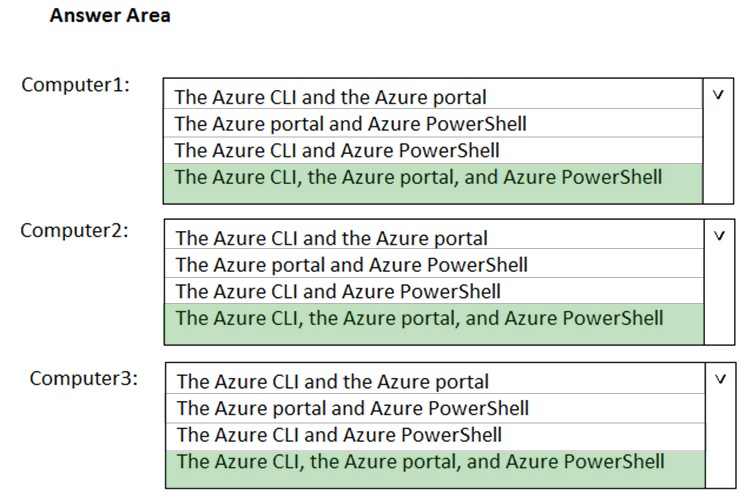 Answer Area
Computer1:
The Azure CLI and the Azure portal
The Azure portal and Azure PowerShell
The Azure CLI and Azure PowerShell
The Azure CLI, the Azure portal, and Azure PowerShell
Computer2:
The Azure CLI and the Azure portal
The Azure portal and Azure PowerShell
The Azure CLI and Azure PowerShell
The Azure CLI, the Azure portal, and Azure PowerShell
Computer3:
The Azure CLI and the Azure portal
The Azure portal and Azure PowerShell
The Azure CLI and Azure PowerShell
The Azure CLI, the Azure portal, and Azure PowerShell